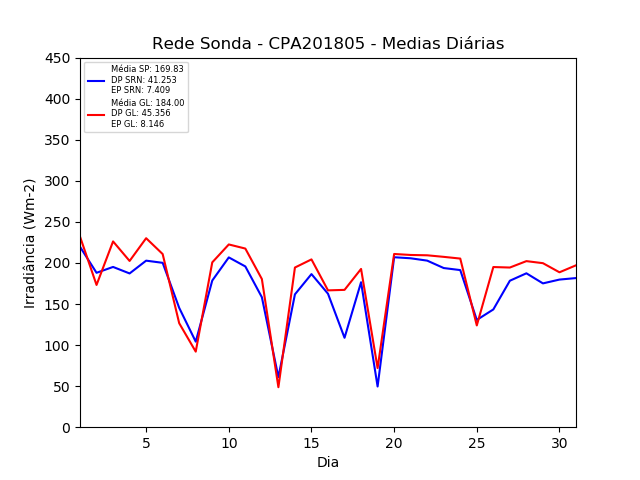 Rede Sonda - CPA201805 - Medias Diárias
Irradiância (Wm-2)
450
400
350
300
250
200
150
100
50
0
Média SP: 169.83
DP SRN: 41.253
EP SRN: 7.409
Média GL: 184.00
DP GL: 45.356
EP GL: 8.146
5 10 15 20 25 30
Dia